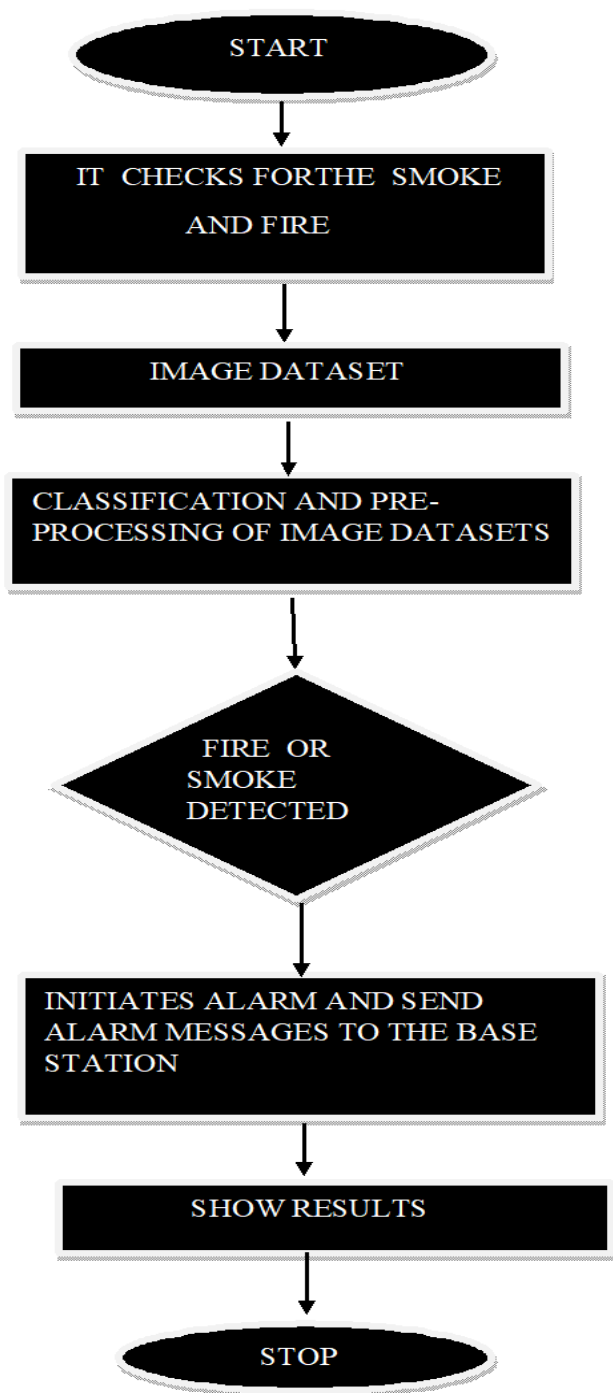 START
IT CHECKS FORTHE SMOKE
AND FIRE
IMAGE DATASET
CLASSIFICATION AND PRE-
PROCESSING OF IMAGE DATASETS
FIRE OR
SMOKE
DETECTED
INITIATES ALARM AND SEND
ALARM MESSAGES TO THE BASE
STATION
SHOW RESULTS
STOP